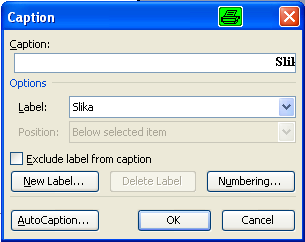 Caption
Caption:
Slik
Options
Label: Slika
Position: Below selected item
Exclude label from caption
New Label... Delete Label Numbering...
AutoCaption... OK Cancel